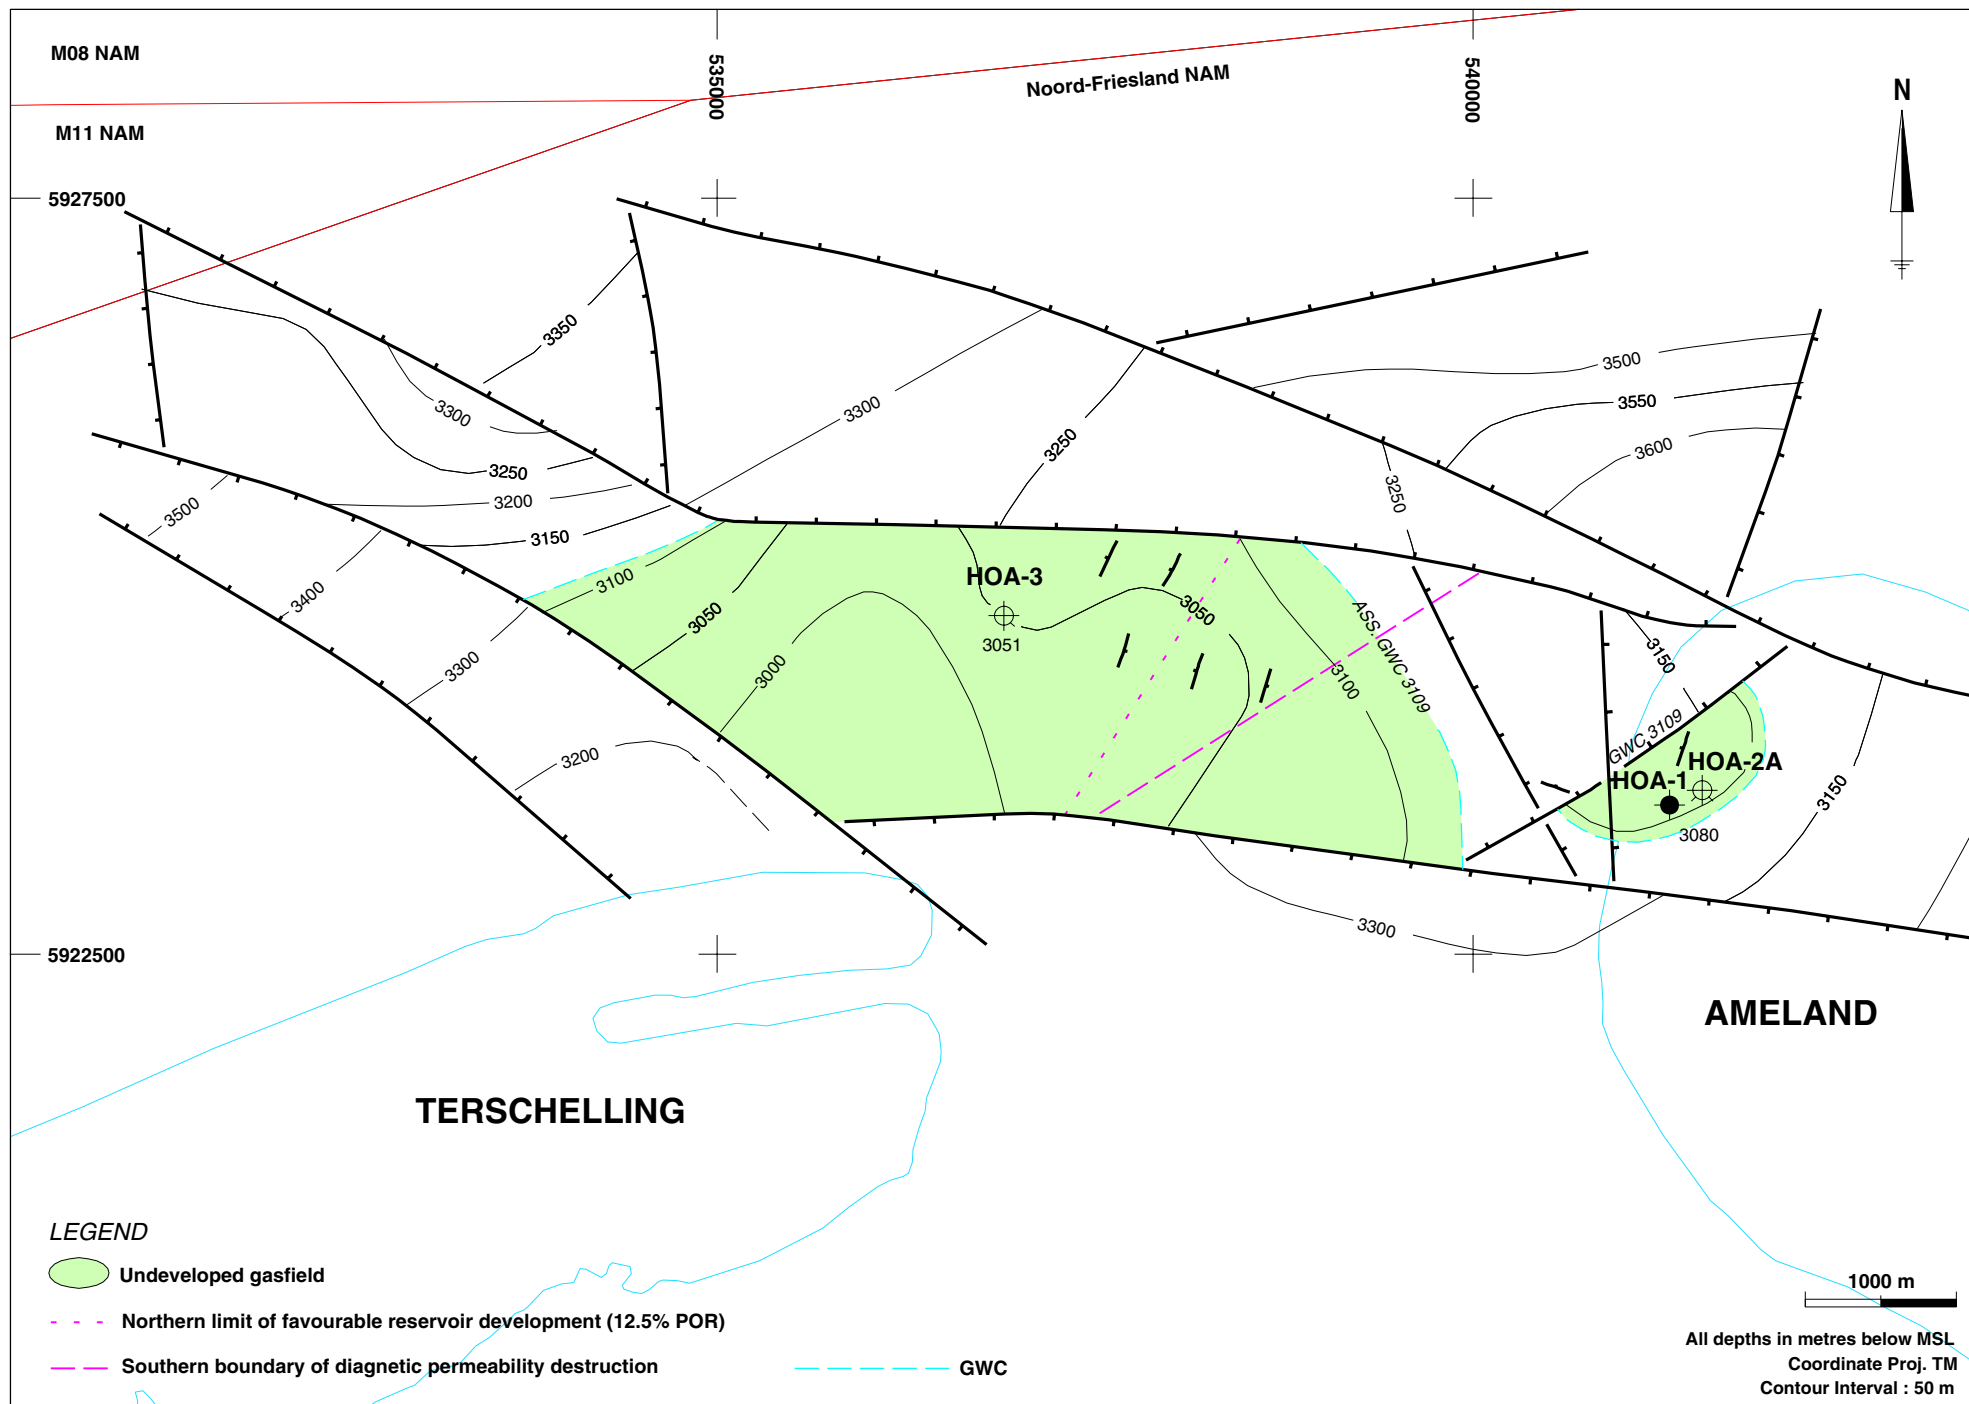 M08 NAM
535000
Noord-Friesland NAM
540000
N
M11 NAM
5927500
3350
3500
3300
3300
3550
3250
3600
3250
3500
3200
3250
3150
HOA-3
3100
3050
3400
3050
ASS. GWC 3109
3051
3150
3300
3000
3100
GWC 3109
3200
HOA-2A
HOA-1
3150
3080
3300
5922500
AMELAND
TERSCHELLING
LEGEND
Undeveloped gasfield
Northern limit of favourable reservoir development (12.5% POR)
Southern boundary of diagnetic permeability destruction
GWC
1000 m
All depths in metres below MSL
Coordinate Proj. TM
Contour Interval : 50 m